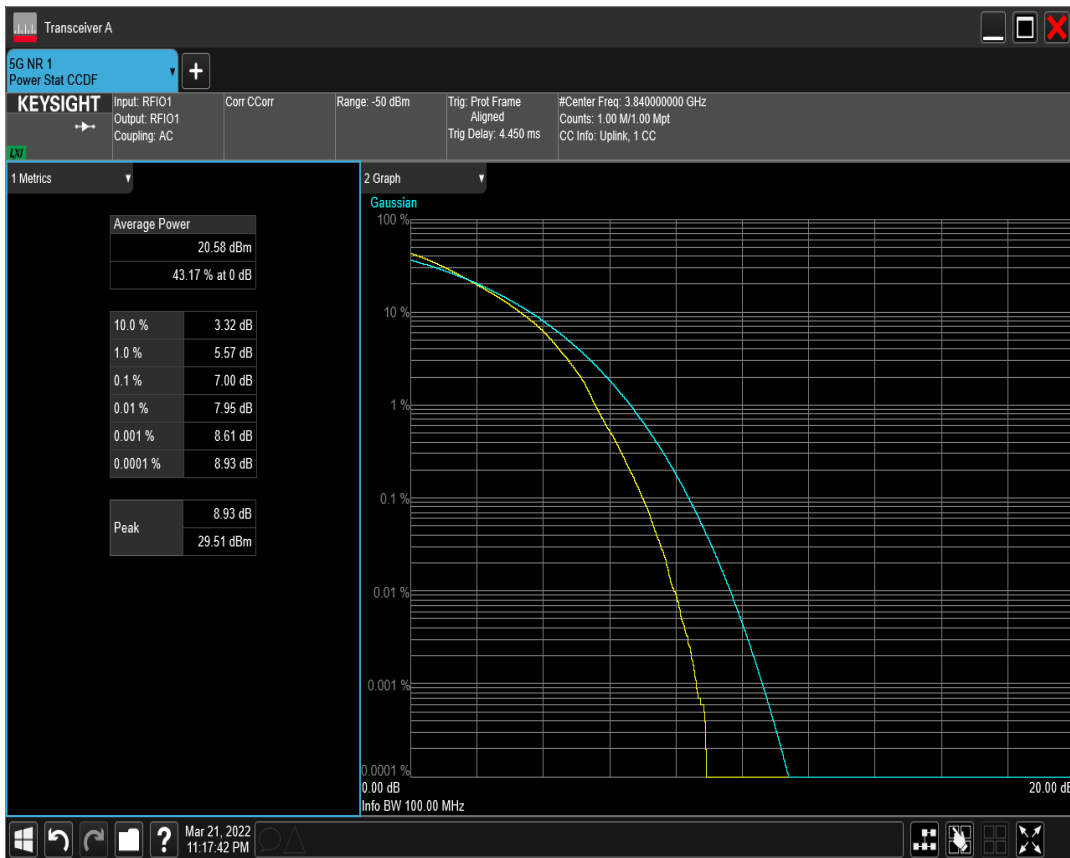 Transceiver A
5G NR 1
Power Stat CCDF
KEYSIGHT
LXI
Input: RFIO1
Output: RFIO1
Coupling: AC
Corr CCorr
Range: -50 dBm
Trig: Prot Frame
Aligned
Trig Delay: 4.450 ms
#Center Freq: 3.840000000 GHz
Counts: 1.00 M/1.00 Mpt
CC Info: Uplink, 1 CC
1 Metrics
Average Power
20.58 dBm
43.17 % at 0 dB
10.0 % 3.32 dB
1.0 % 5.57 dB
0.1 % 7.00 dB
0.01 % 7.95 dB
0.001 % 8.61 dB
0.0001 % 8.93 dB
Peak
8.93 dB
29.51 dBm
2 Graph
Gaussian
100 %
10 %
1 %
0.1 %
0.01 %
0.001 %
0.0001 %
0.00 dB 20.00 dB
Info BW 100.00 MHz
Mar 21, 2022
11:17:42 PM